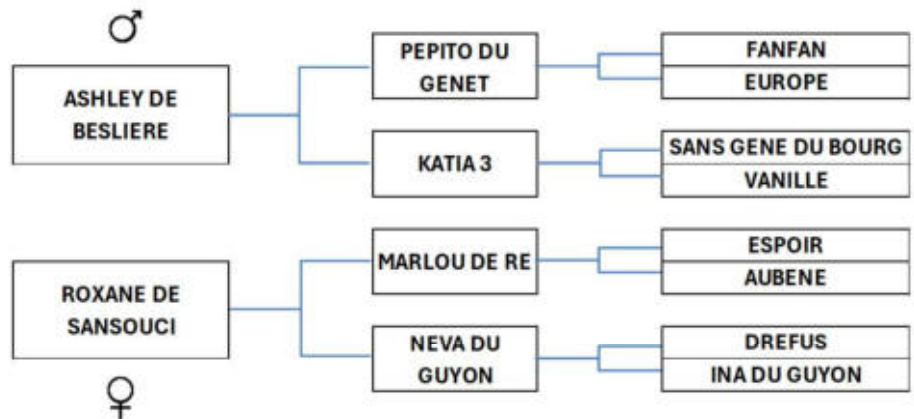 ♂
ASHLEY DE
BESLIERE
PEPITO DU
GENET
FANFAN
EUROPE
KATIA 3
SANS GENE DU BOURG
VANILLE
ROXANE DE
SANSOUCI
MARLOU DE RE
ESPOIR
AUBENE
NEVA DU
GUYON
DREFUS
INA DU GUYON
♀